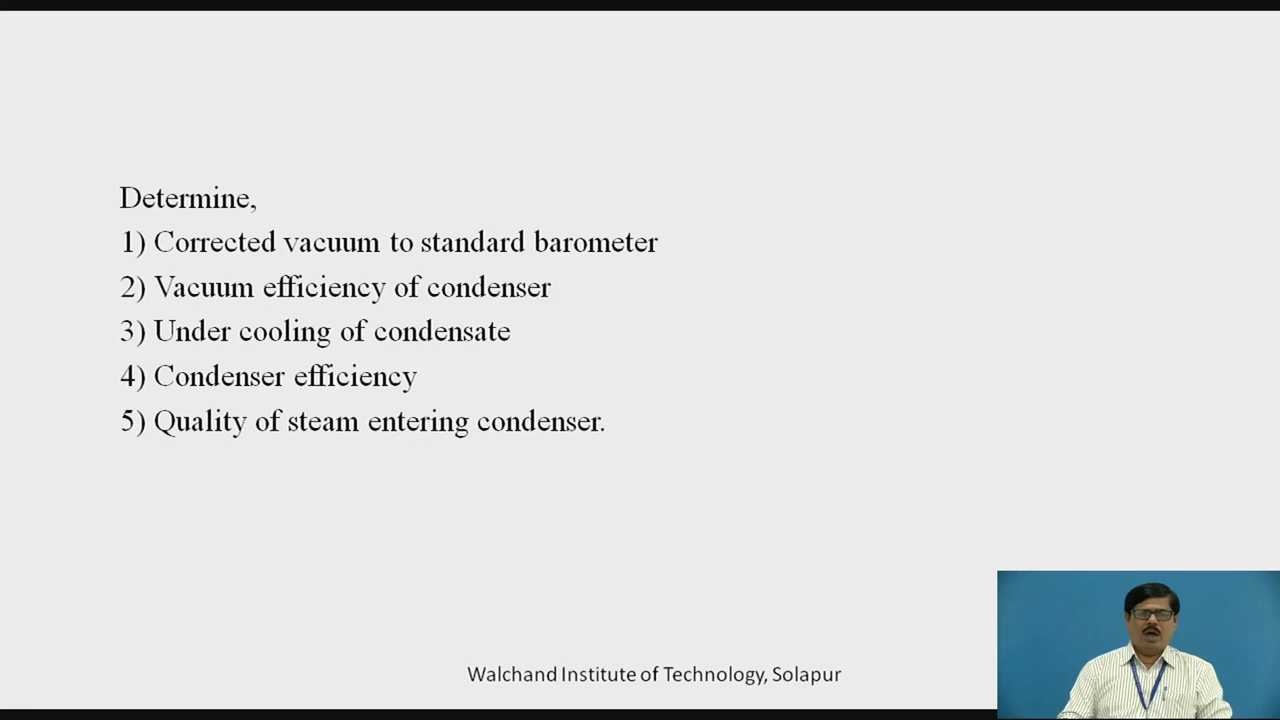 Determine,
1) Corrected vacuum to standard barometer
2) Vacuum efficiency of condenser
3) Under cooling of condensate
4) Condenser efficiency
5) Quality of steam entering condenser.
Walchand Institute of Technology, Solapur